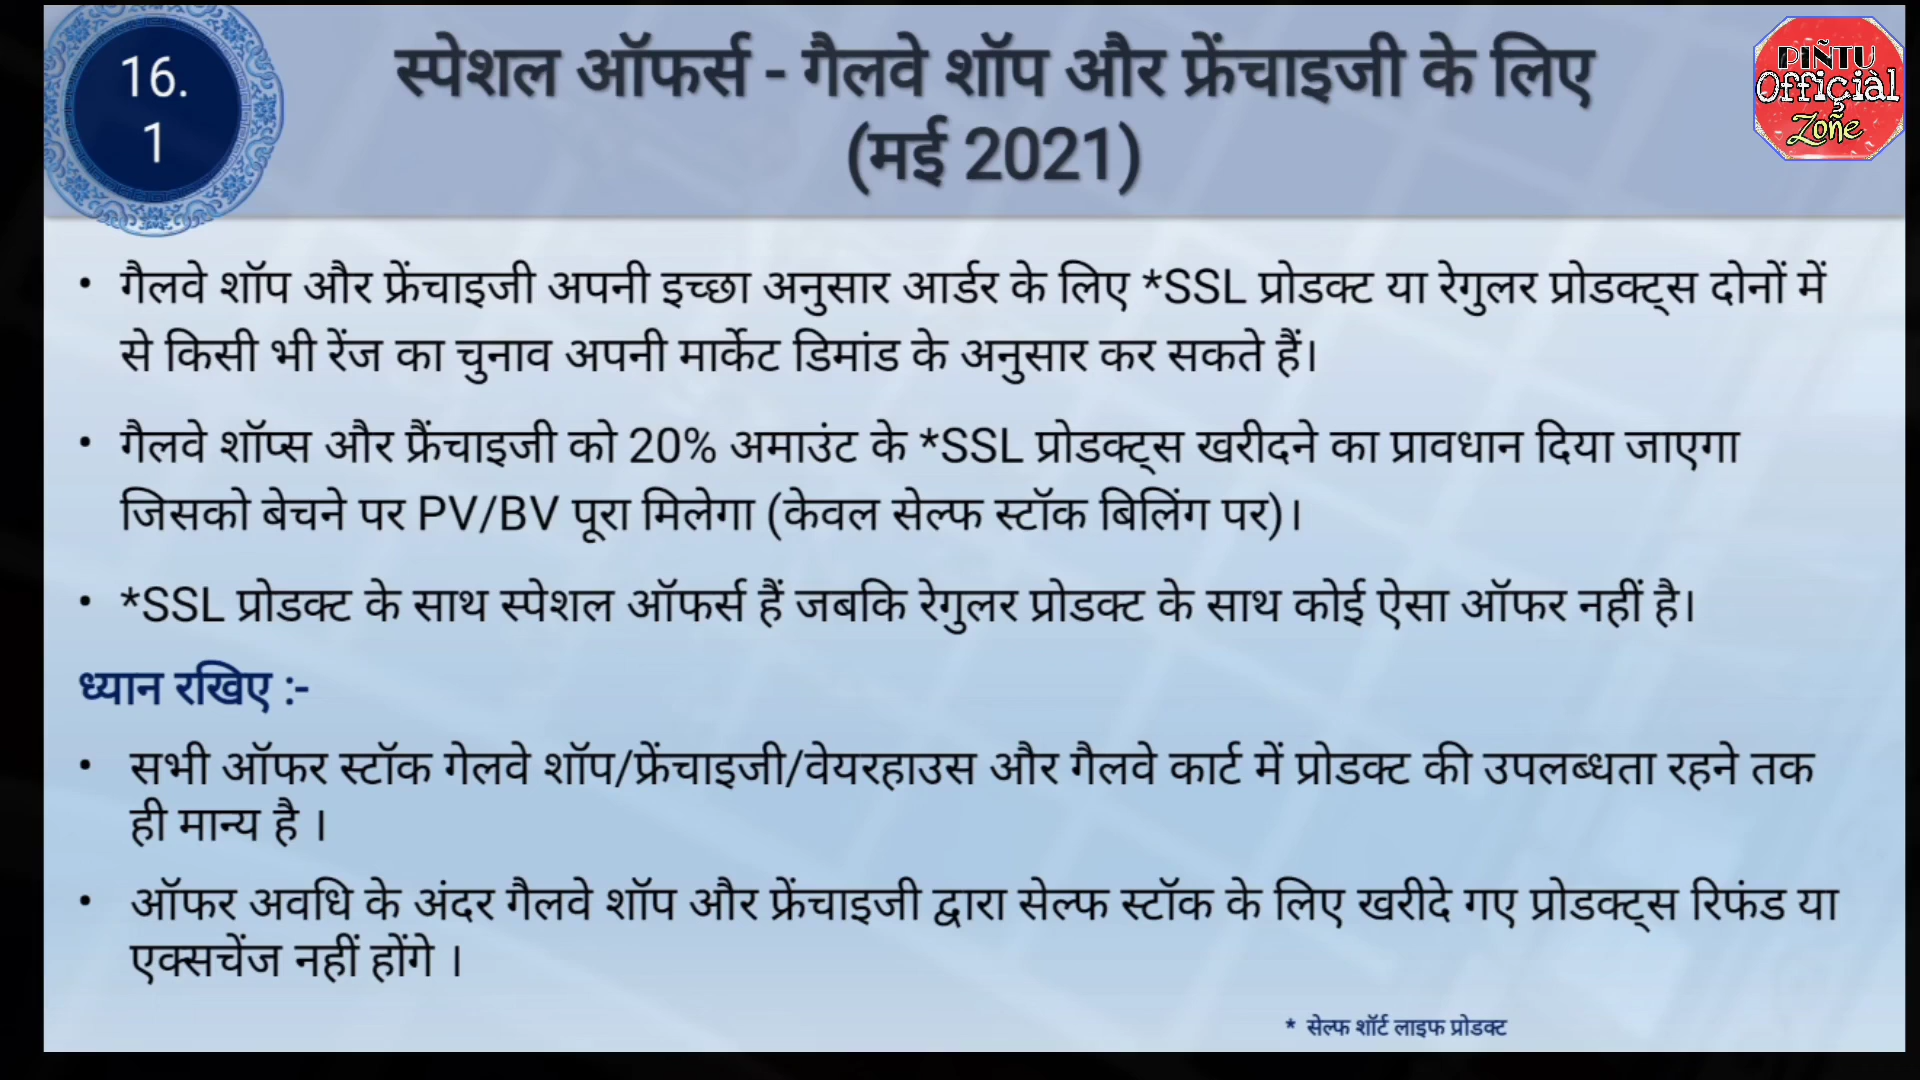 16.
1
स्पेशल ऑफर्स - गैलवे शॉप और फ्रेंचाइजी के लिए
(मई 2021)
PIÑTU
Offiçiàl
Zoñe
• गैलवे शॉप और फ्रेंचाइजी अपनी इच्छा अनुसार आर्डर के लिए *SSL प्रोडक्ट या रेगुलर प्रोडक्ट्स दोनों में
से किसी भी रेंज का चुनाव अपनी मार्केट डिमांड के अनुसार कर सकते हैं।
• गैलवे शॉप्स और फ्रैंचाइजी को 20% अमाउंट के *SSL प्रोडक्ट्स खरीदने का प्रावधान दिया जाएगा
जिसको बेचने पर PV/BV पूरा मिलेगा (केवल सेल्फ स्टॉक बिलिंग पर)।
• *SSL प्रोडक्ट के साथ स्पेशल ऑफर्स हैं जबकि रेगुलर प्रोडक्ट के साथ कोई ऐसा ऑफर नहीं है।
ध्यान रखिए :-
• सभी ऑफर स्टॉक गेलवे शॉप/फ्रेंचाइजी/वेयरहाउस और गैलवे कार्ट में प्रोडक्ट की उपलब्धता रहने तक
ही मान्य है ।
• ऑफर अवधि के अंदर गैलवे शॉप और फ्रेंचाइजी द्वारा सेल्फ स्टॉक के लिए खरीदे गए प्रोडक्ट्स रिफंड या
एक्सचेंज नहीं होंगे ।
* सेल्फ शॉर्ट लाइफ प्रोडक्ट